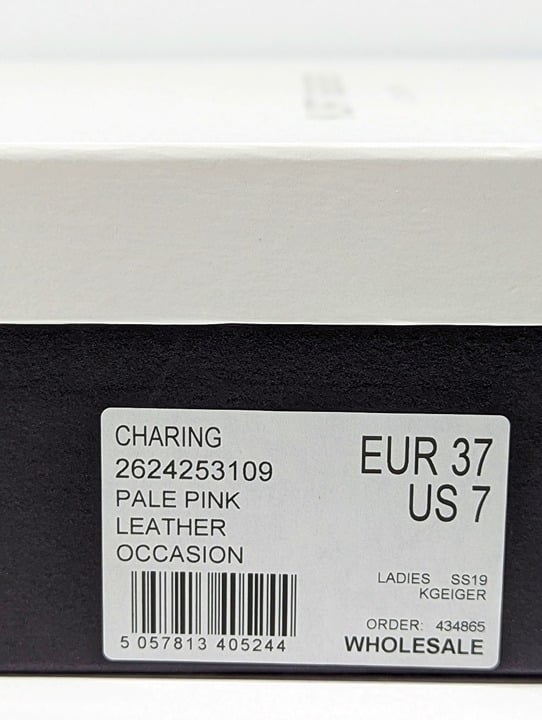 CHARING
2624253109
PALE PINK
LEATHER
OCCASION
EUR 37
US 7
LADIES SS19
KGEIGER
ORDER: 434865
WHOLESALE
5 057813 405244